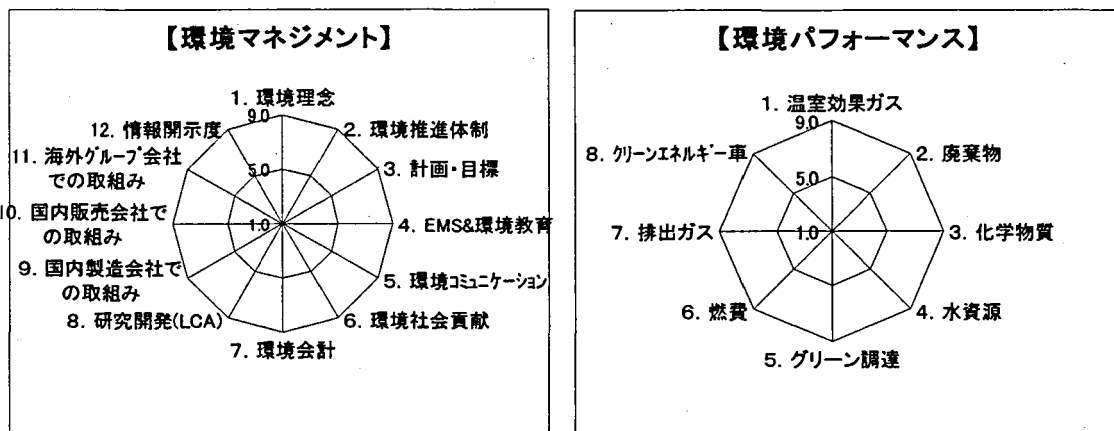 【環境マネジメント】
1. 環境理念
9.0
2. 環境推進体制
3. 計画・目標
4. EMS&環境教育
5. 環境コミュニケーション
6. 環境社会貢献
7. 環境会計
8. 研究開発(LCA)
9. 国内製造会社で
の取組み
10. 国内販売会社で
の取組み
11. 海外グループ会社
での取組み
12. 情報開示度
5.0
1.0
【環境パフォーマンス】
1. 温室効果ガス
9.0
2. 廃棄物
3. 化学物質
4. 水資源
5. グリーン調達
6. 燃費
7. 排出ガス
8. クリーンエネルギー車
5.0
1.0